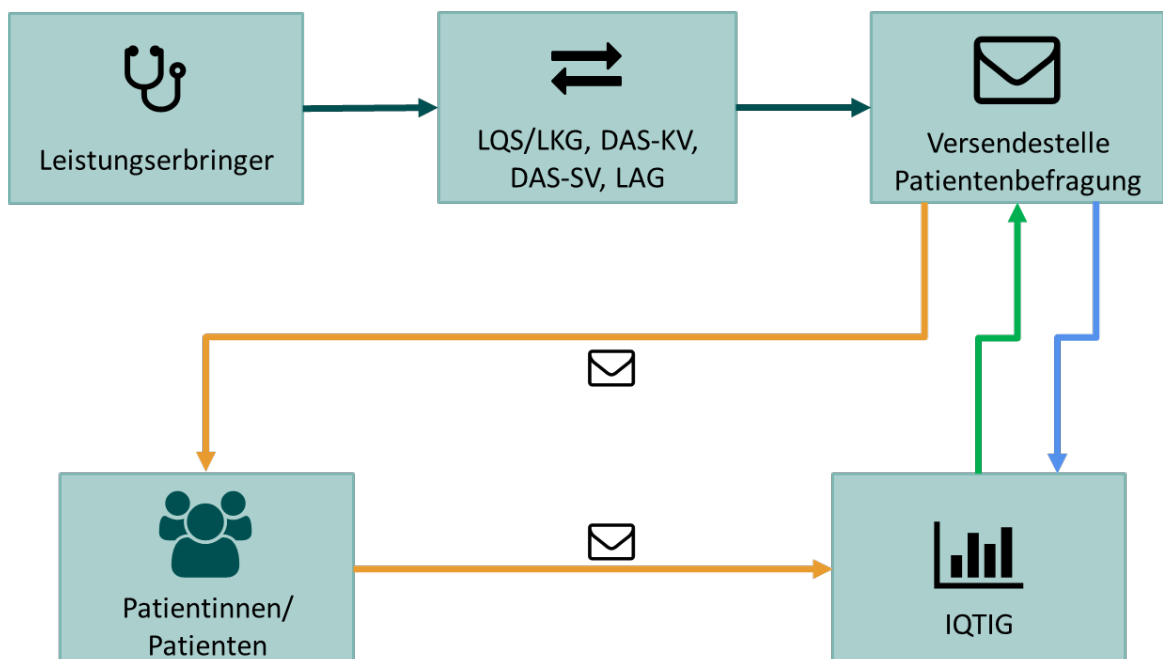 Leistungserbringer
LQS/LKG, DAS-KV,
DAS-SV, LAG
Versendestelle
Patientenbefragung
Patientinnen/
Patienten
IQTIG